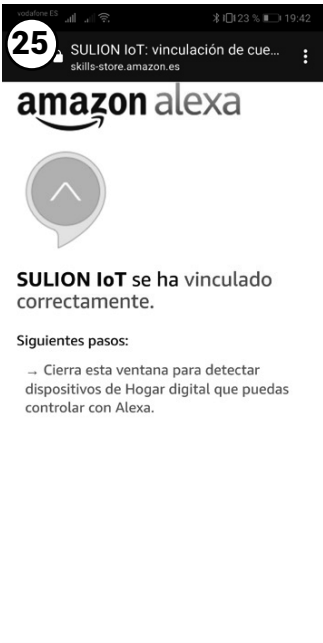 vodafone ES 23 % 19:42
25
SULION IoT: vinculación de cue...
skills-store.amazon.es
amazon alexa
SULION IoT se ha vinculado
correctamente.
Siguientes pasos:
→ Cierra esta ventana para detectar
dispositivos de Hogar digital que puedas
controlar con Alexa.